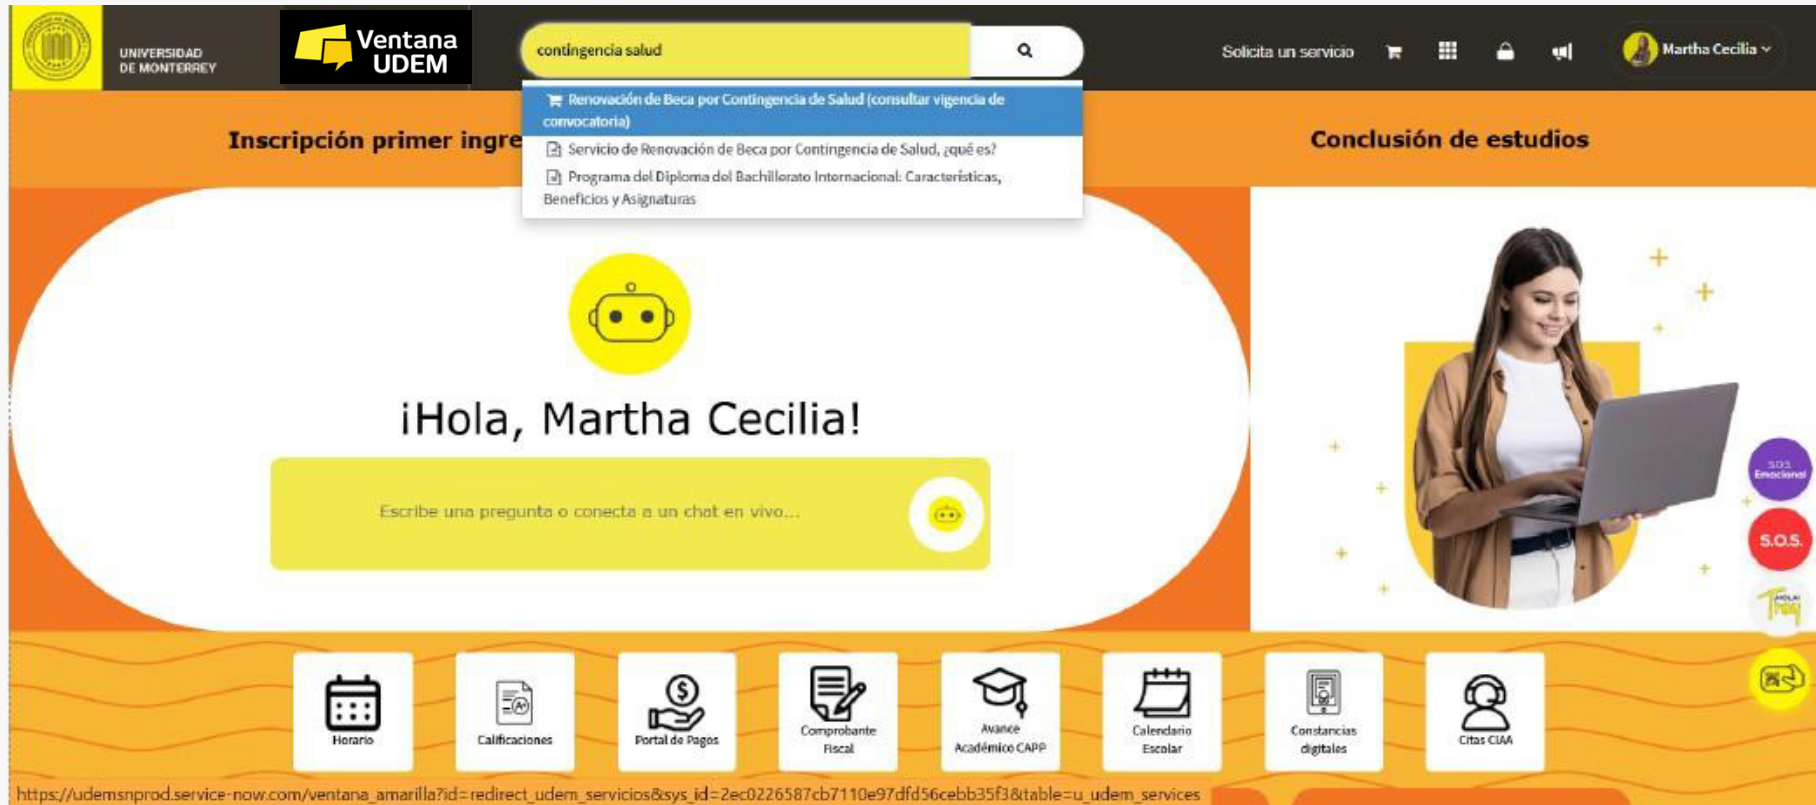 UNIVERSIDAD
DE MONTERREY
Ventana
UDEM
contingencia salud
Solicita un servicio
Martha Cecilia
Renovación de Beca por Contingencia de Salud (consultar vigencia de
convocatoria)
Servicio de Renovación de Beca por Contingencia de Salud, ¿qué es?
Programa del Diploma del Bachillerato Internacional: Características,
Beneficios y Asignaturas
Inscripción primer ingre
Conclusión de estudios
¡Hola, Martha Cecilia!
Escribe una pregunta o conecta a un chat en vivo...
S.O.S.
Emocional
S.O.S.
¡HOLA!
Troy
Horario
Calificaciones
Portal de Pagos
Comprobante
Fiscal
Avance
Académico CAPP
Calendario
Escolar
Constancias
digitales
Citas CIAA
https://udemsnprod.service-now.com/ventana_amarilla?id=redirect_udem_servicios&sys_id=2ec0226587cb7110e97dfd56cebb35f3&table=u_udem_services